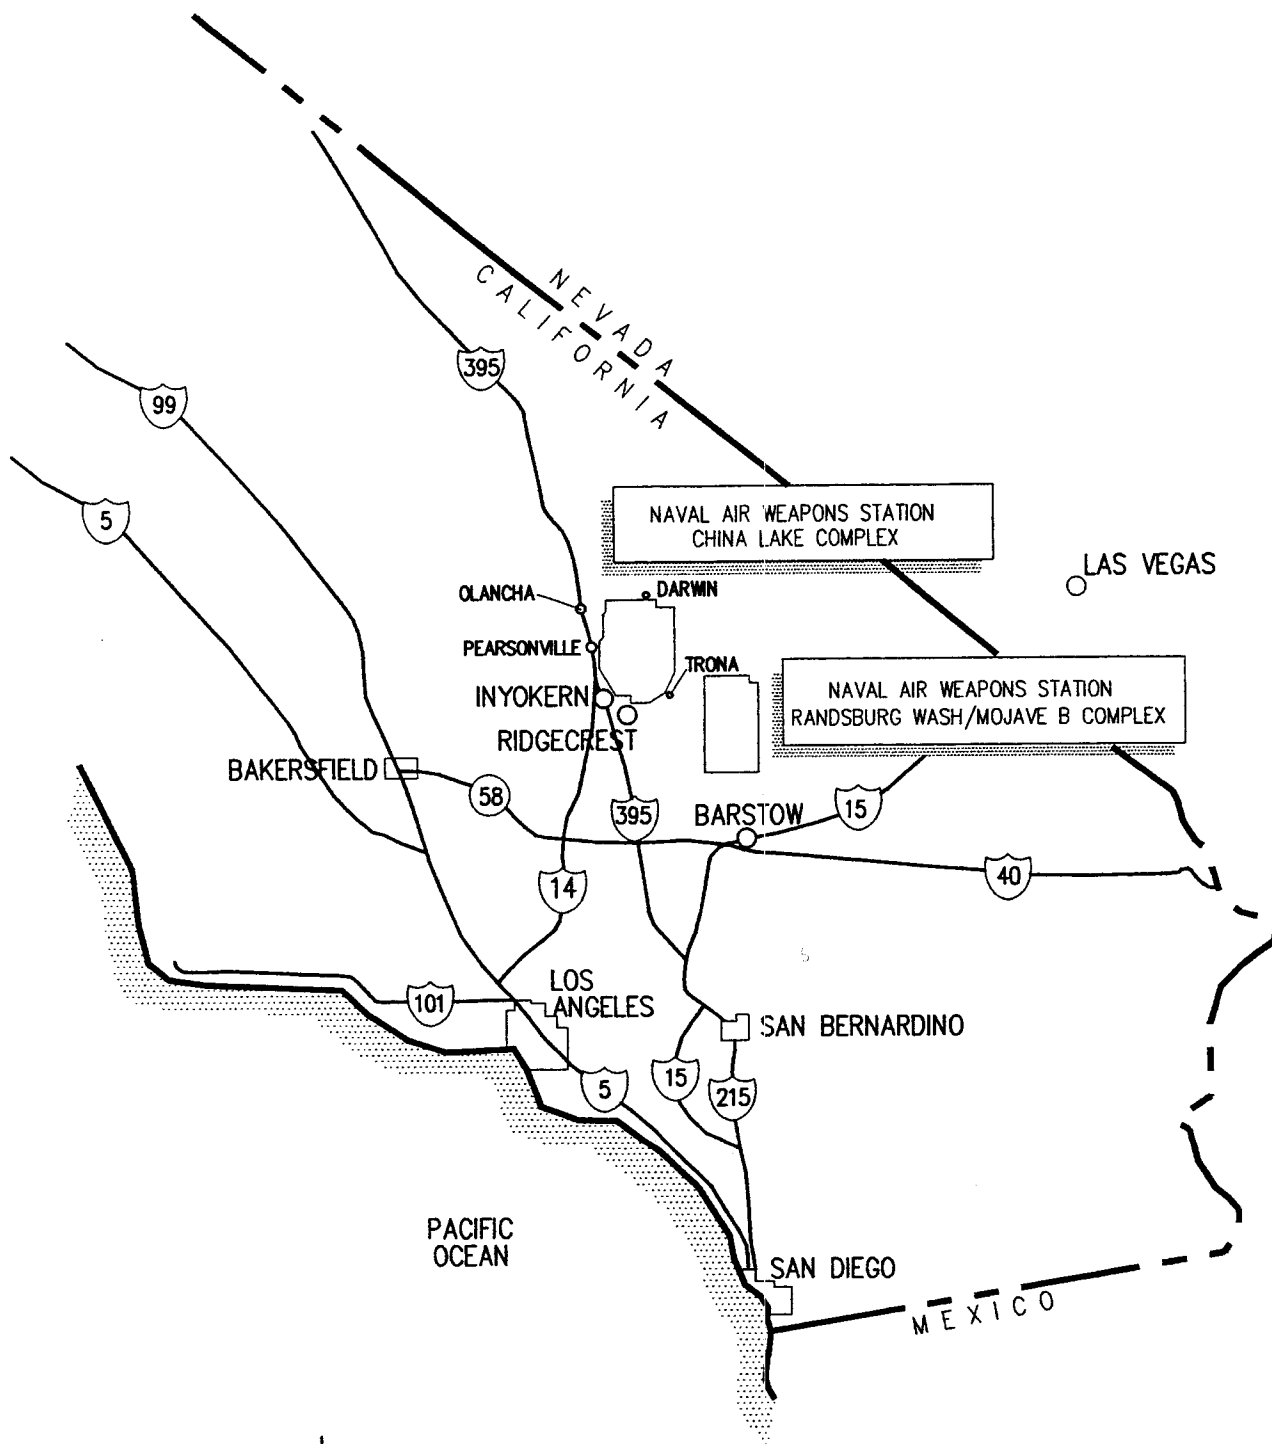 NEVADA
CALIFORNIA
395
99
5
NAVAL AIR WEAPONS STATION
CHINA LAKE COMPLEX
LAS VEGAS
OLANCHA
DARWIN
PEARSONVILLE
TRONA
INYOKERN
NAVAL AIR WEAPONS STATION
RANDSBURG WASH/MOJAVE B COMPLEX
RIDGECREST
BAKERSFIELD
58
395
BARSTOW
15
14
40
LOS
ANGELES
101
SAN BERNARDINO
15
5
215
PACIFIC
OCEAN
SAN DIEGO
MEXICO